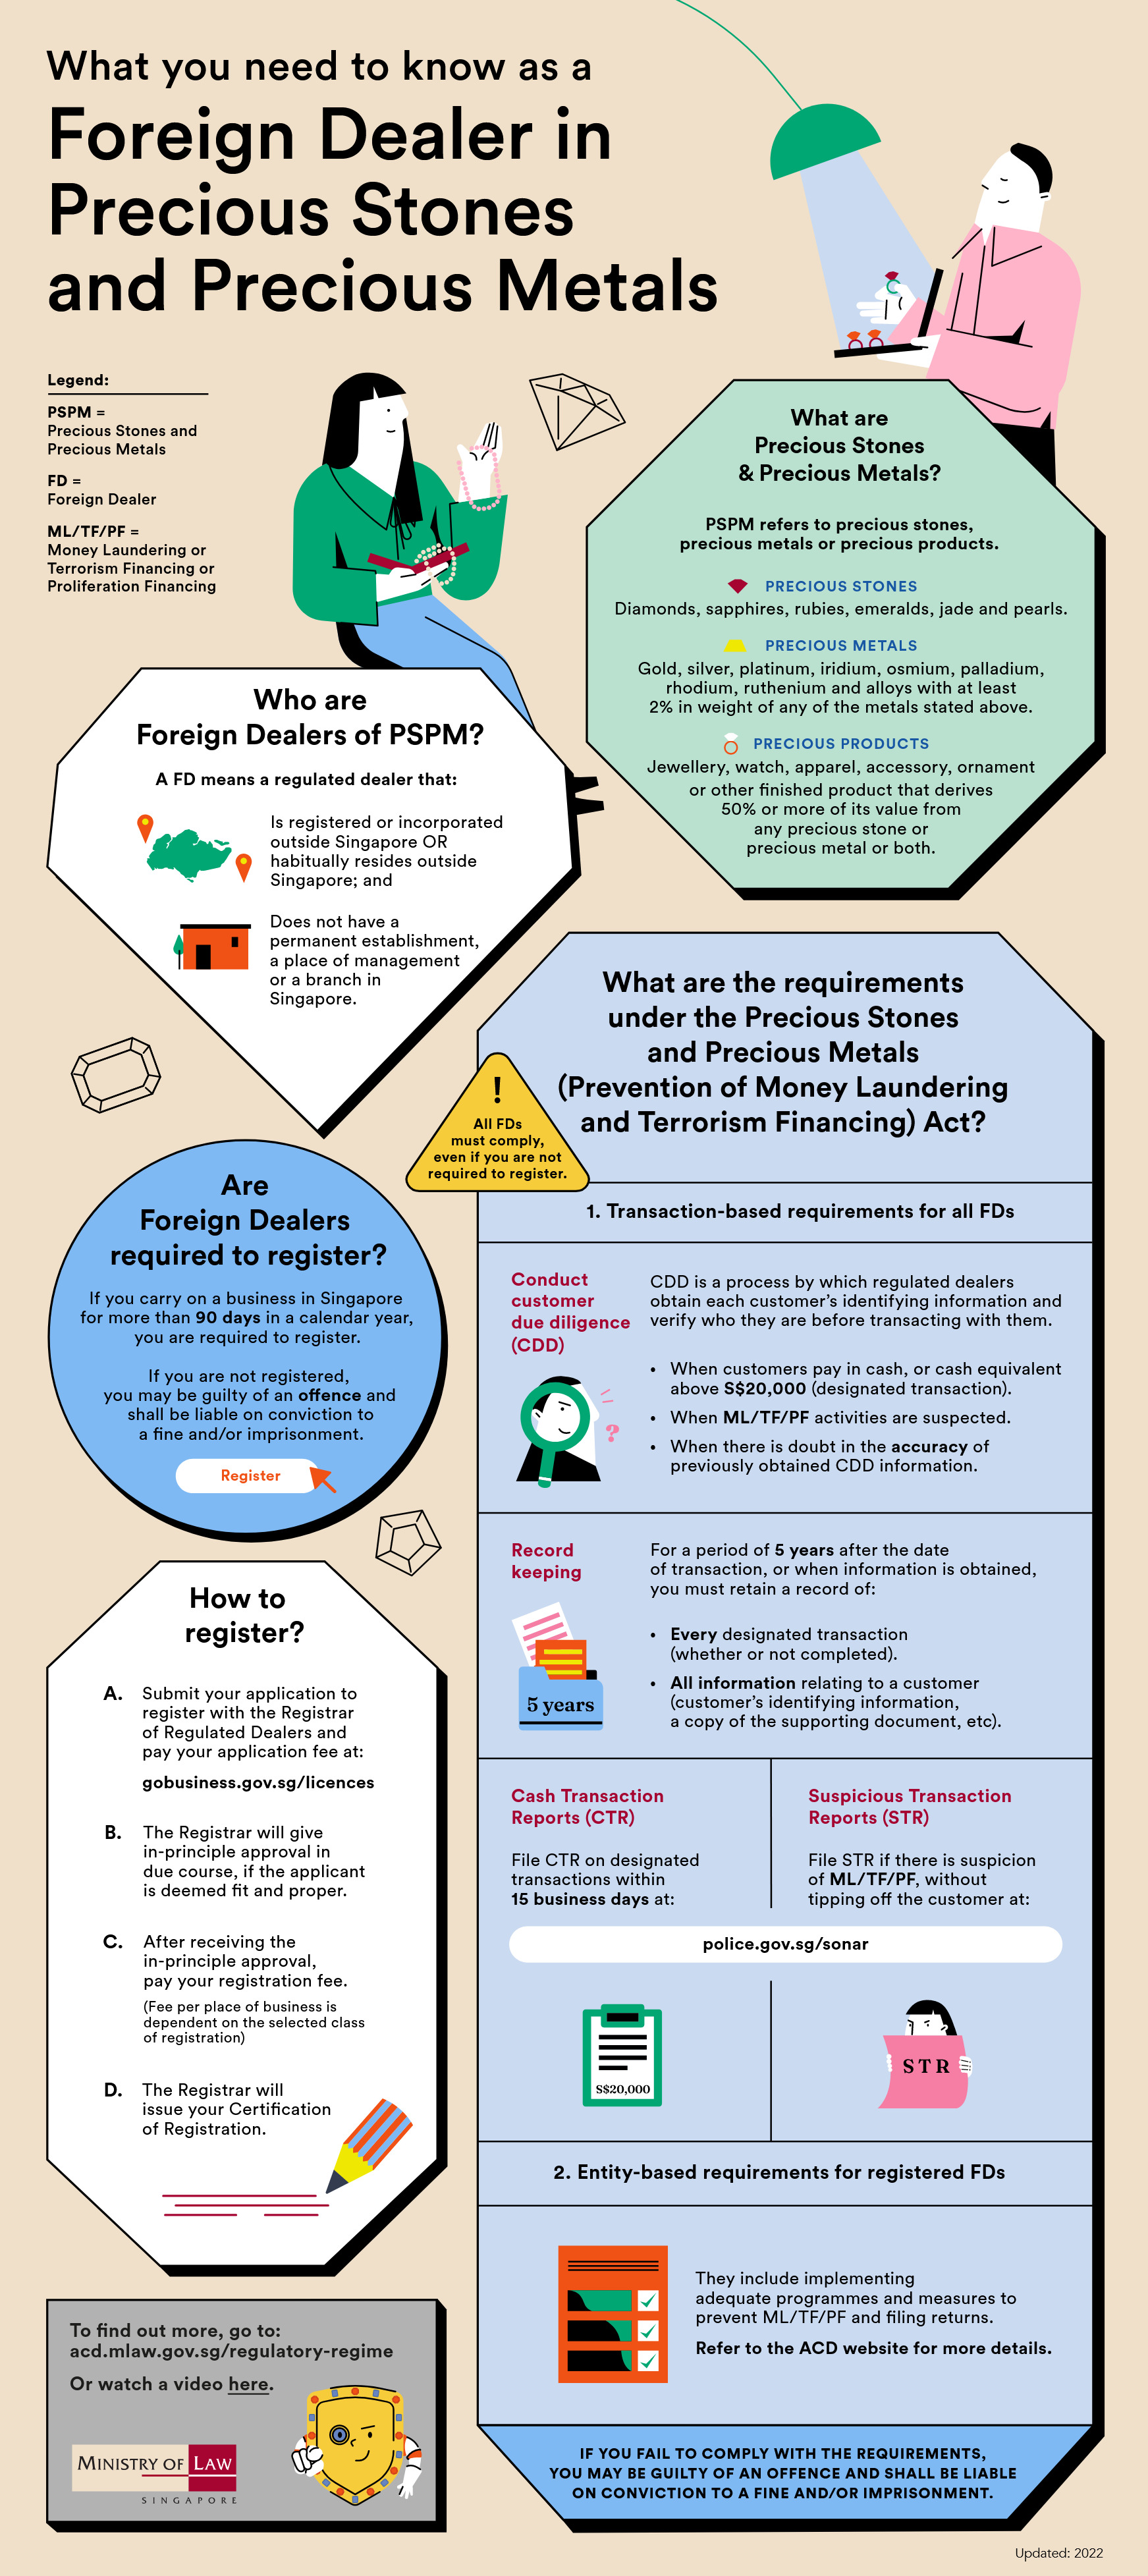 What you need to know as a
Foreign Dealer in
Precious Stones
and Precious Metals
Legend:
PSPM =
Precious Stones and
Precious Metals
FD =
Foreign Dealer
ML/TF/PF =
Money Laundering or
Terrorism Financing or
Proliferation Financing
What are
Precious Stones
& Precious Metals?
PSPM refers to precious stones,
precious metals or precious products.
PRECIOUS STONES
Diamonds, sapphires, rubies, emeralds, jade and pearls.
PRECIOUS METALS
Gold, silver, platinum, iridium, osmium, palladium,
rhodium, ruthenium and alloys with at least
2% in weight of any of the metals stated above.
PRECIOUS PRODUCTS
Jewellery, watch, apparel, accessory, ornament
or other finished product that derives
50% or more of its value from
any precious stone or
precious metal or both.
Who are
Foreign Dealers of PSPM?
A FD means a regulated dealer that:
Is registered or incorporated
outside Singapore OR
habitually resides outside
Singapore; and
Does not have a
permanent establishment,
a place of management
or a branch in
Singapore.
Are
Foreign Dealers
required to register?
If you carry on a business in Singapore
for more than 90 days in a calendar year,
you are required to register.
If you are not registered,
you may be guilty of an offence and
shall be liable on conviction to
a fine and/or imprisonment.
Register
How to
register?
A. Submit your application to
register with the Registrar
of Regulated Dealers and
pay your application fee at:
gobusiness.gov.sg/licences
B. The Registrar will give
in-principle approval in
due course, if the applicant
is deemed fit and proper.
C. After receiving the
in-principle approval,
pay your registration fee.
(Fee per place of business is
dependent on the selected class
of registration)
D. The Registrar will
issue your Certification
of Registration.
To find out more, go to:
acd.mlaw.gov.sg/regulatory-regime
Or watch a video here.
MINISTRY OF LAW
SINGAPORE
What are the requirements
under the Precious Stones
and Precious Metals
(Prevention of Money Laundering
and Terrorism Financing) Act?
!
All FDs
must comply,
even if you are not
required to register.
1. Transaction-based requirements for all FDs
Conduct
customer
due diligence
(CDD)
CDD is a process by which regulated dealers
obtain each customer's identifying information and
verify who they are before transacting with them.
• When customers pay in cash, or cash equivalent
above S$20,000 (designated transaction).
• When ML/TF/PF activities are suspected.
• When there is doubt in the accuracy of
previously obtained CDD information.
?
Record
keeping
5 years
For a period of 5 years after the date
of transaction, or when information is obtained,
you must retain a record of:
• Every designated transaction
(whether or not completed).
• All information relating to a customer
(customer's identifying information,
a copy of the supporting document, etc).
Cash Transaction
Reports (CTR)
File CTR on designated
transactions within
15 business days at:
Suspicious Transaction
Reports (STR)
File STR if there is suspicion
of ML/TF/PF, without
tipping off the customer at:
police.gov.sg/sonar
S$20,000
STR
2. Entity-based requirements for registered FDs
They include implementing
adequate programmes and measures to
prevent ML/TF/PF and filing returns.
Refer to the ACD website for more details.
IF YOU FAIL TO COMPLY WITH THE REQUIREMENTS,
YOU MAY BE GUILTY OF AN OFFENCE AND SHALL BE LIABLE
ON CONVICTION TO A FINE AND/OR IMPRISONMENT.
Updated: 2022